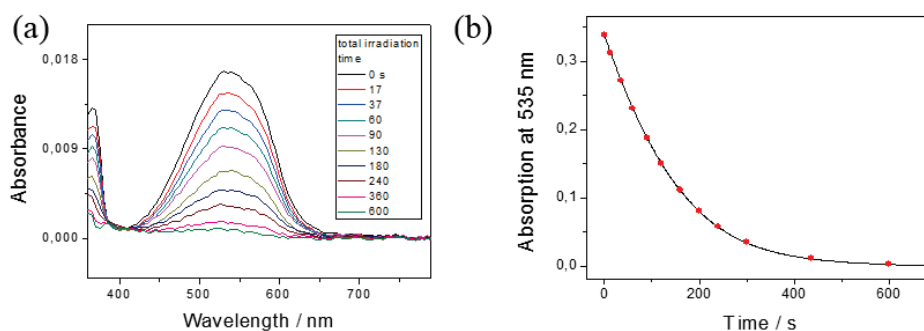 (a)
0,018
0,009
0,000
Absorbance
400
500
600
700
Wavelength / nm
total irradiation
time
0 s
17
37
60
90
130
180
240
360
600
(b)
0,3
0,2
0,1
0,0
Absorption at 535 nm
0
200
400
600
Time / s